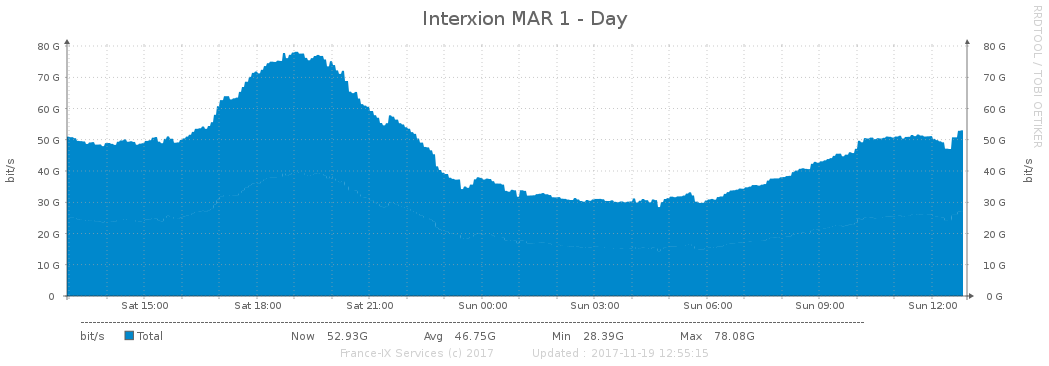 Interxion MAR 1 - Day
RRDTOOL / TOBI OETIKER
bit/s
bit/s
80 G 80 G
70 G 70 G
60 G 60 G
50 G 50 G
40 G 40 G
30 G 30 G
20 G 20 G
10 G 10 G
0 0 G
Sat 15:00 Sat 18:00 Sat 21:00 Sun 00:00 Sun 03:00 Sun 06:00 Sun 09:00 Sun 12:00
bit/s Total Now 52.93G Avg 46.75G Min 28.39G Max 78.08G
France-IX Services (c) 2017 Updated : 2017-11-19 12:55:15